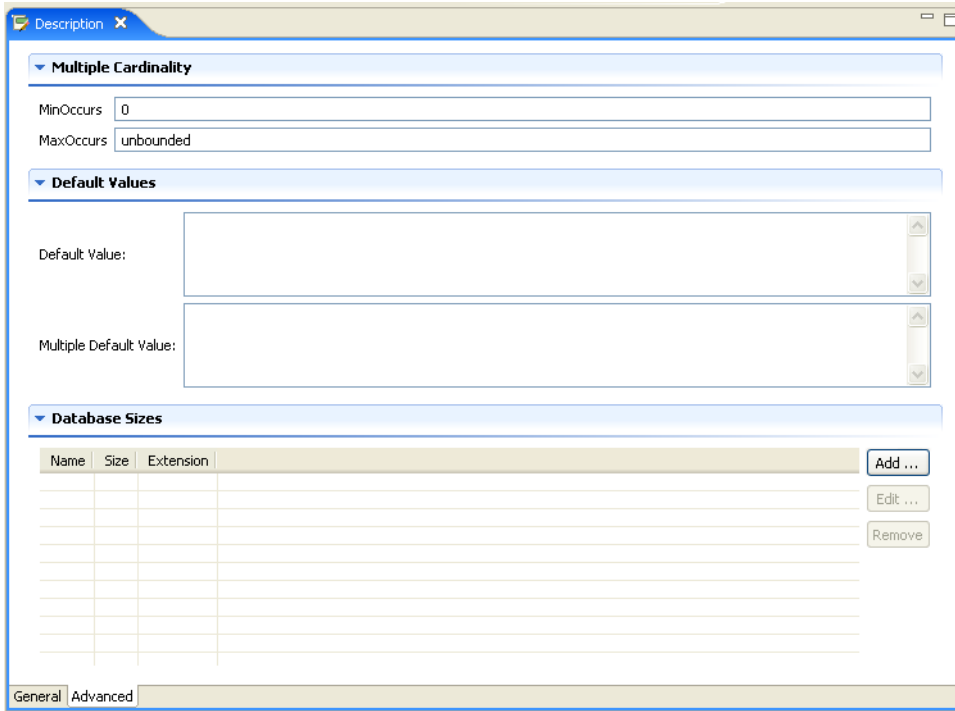 Description
Multiple Cardinality
MinOccurs 0
MaxOccurs unbounded
Default Values
Default Value:
Multiple Default Value:
Database Sizes
Name Size Extension
Add ...
Edit ...
Remove
General Advanced